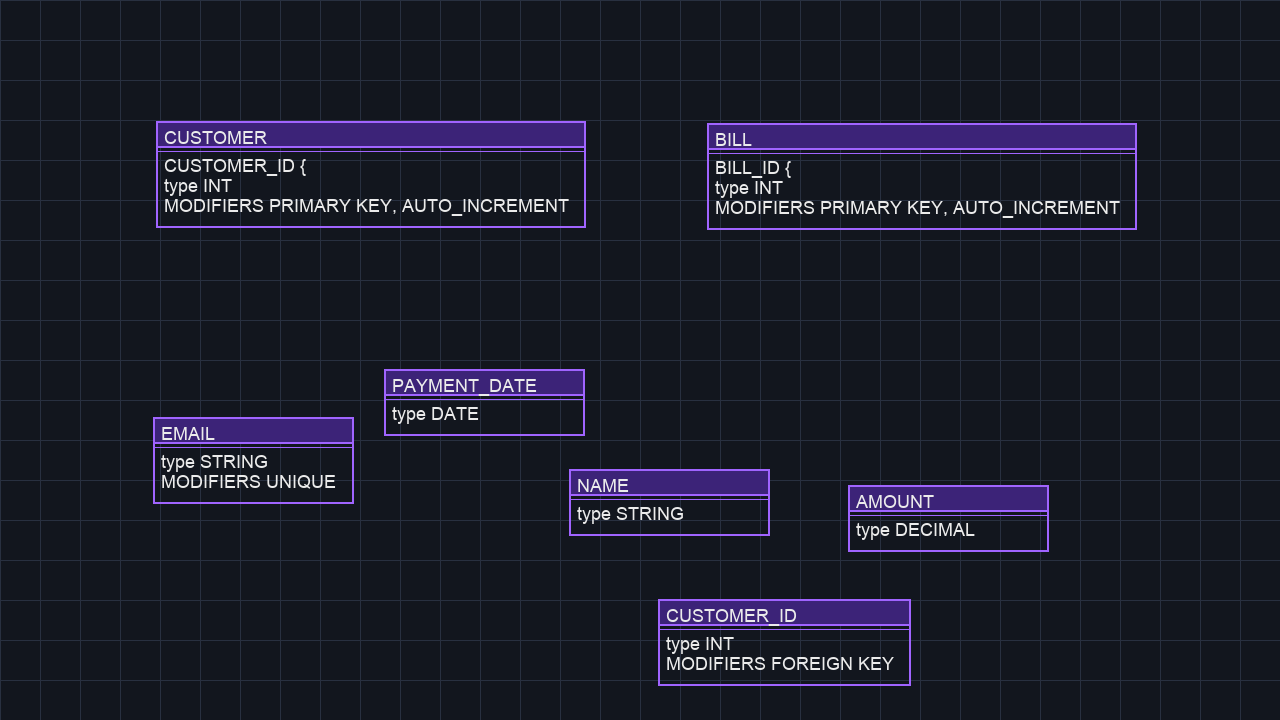 CUSTOMER
CUSTOMER_ID {
type INT
MODIFIERS PRIMARY KEY, AUTO_INCREMENT
BILL
BILL_ID {
type INT
MODIFIERS PRIMARY KEY, AUTO_INCREMENT
PAYMENT_DATE
type DATE
EMAIL
type STRING
MODIFIERS UNIQUE
NAME
type STRING
AMOUNT
type DECIMAL
CUSTOMER_ID
type INT
MODIFIERS FOREIGN KEY